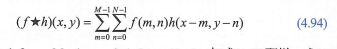 (f★h)(x,y) = \sum_{m=0}^{M-1} \sum_{n=0}^{N-1} f(m,n)h(x−m,y−n) (4.94)